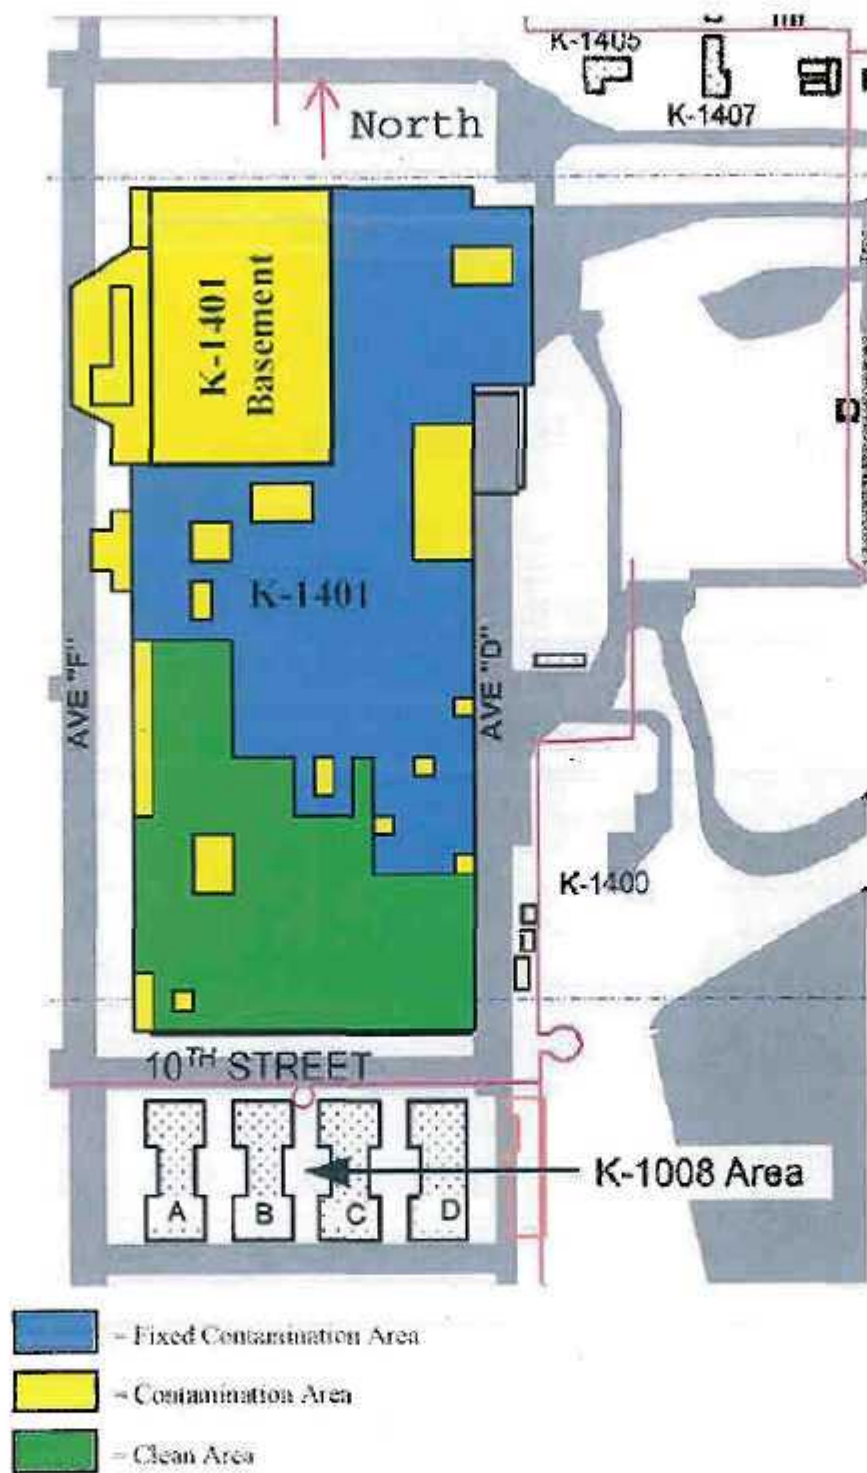 K-1405
K-1407
North
K-1401
Basement
K-1401
AVE "F"
AVE "D"
K-1400
10TH STREET
K-1008 Area
A
B
C
D
= Fixed Contamination Area
= Contamination Area
= Clean Area